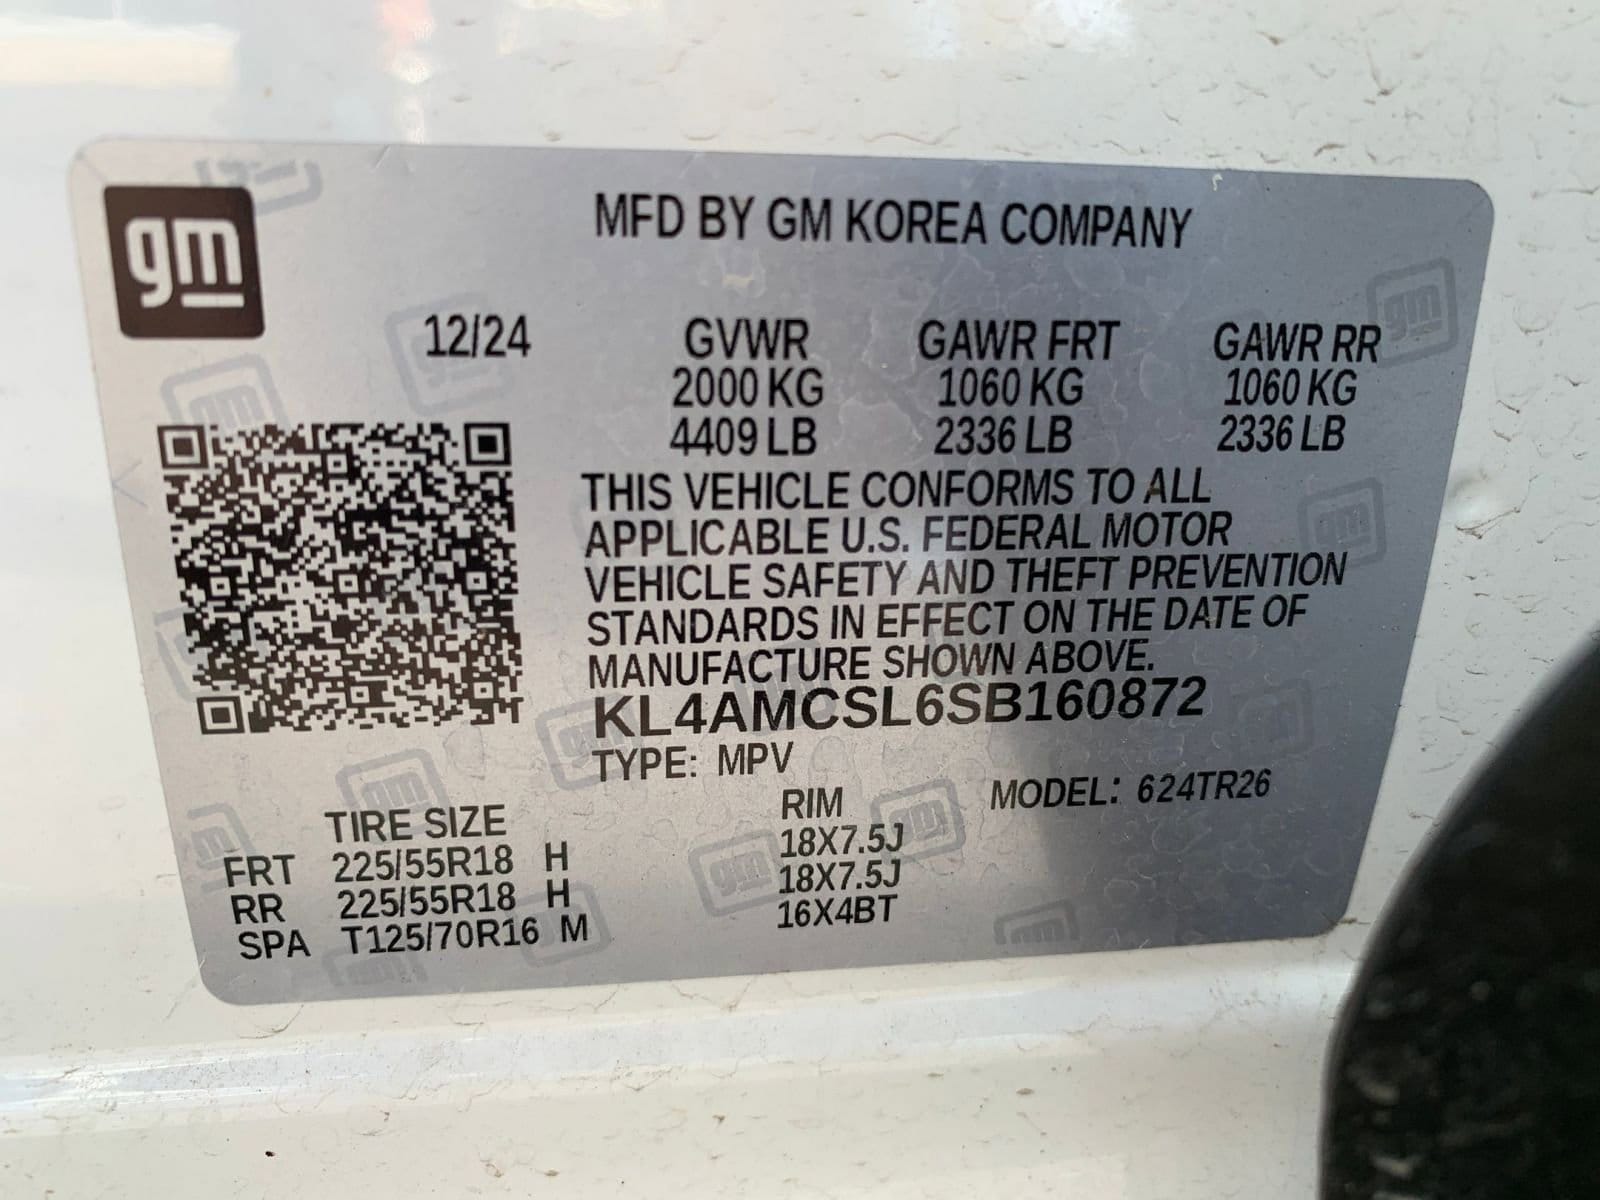 gm
MFD BY GM KOREA COMPANY
12/24 GVWR GAWR FRT GAWR RR
2000 KG 1060 KG 1060 KG
4409 LB 2336 LB 2336 LB
THIS VEHICLE CONFORMS TO ALL
APPLICABLE U.S. FEDERAL MOTOR
VEHICLE SAFETY AND THEFT PREVENTION
STANDARDS IN EFFECT ON THE DATE OF
MANUFACTURE SHOWN ABOVE.
KL4AMCSL6SB160872
TYPE: MPV
MODEL: 624TR26
TIRE SIZE RIM
FRT 225/55R18 H 18X7.5J
RR 225/55R18 H 18X7.5J
SPA T125/70R16 M 16X4BT